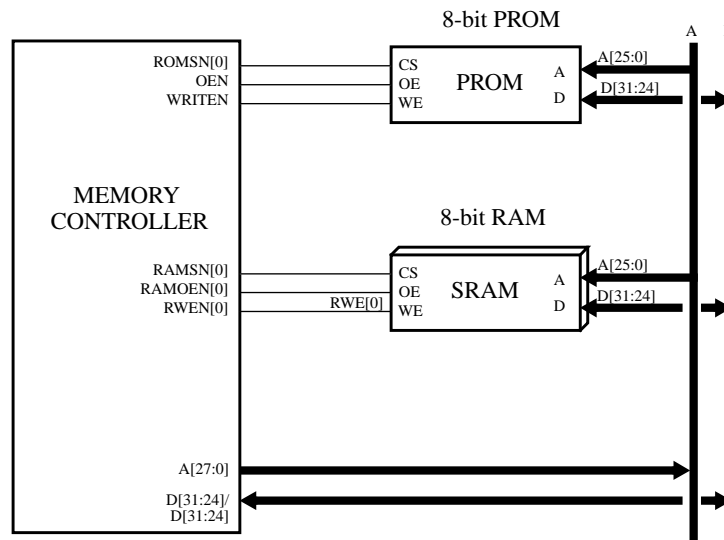 8-bit PROM
A
ROMSN[0]
OEN
WRITEN
CS
OE
WE
PROM
A
D
A[25:0]
D[31:24]
MEMORY
CONTROLLER
8-bit RAM
RAMSN[0]
RAMOEN[0]
RWEN[0]
RWE[0]
CS
OE
WE
SRAM
A
D
A[25:0]
D[31:24]
A[27:0]
D[31:24]/
D[31:24]